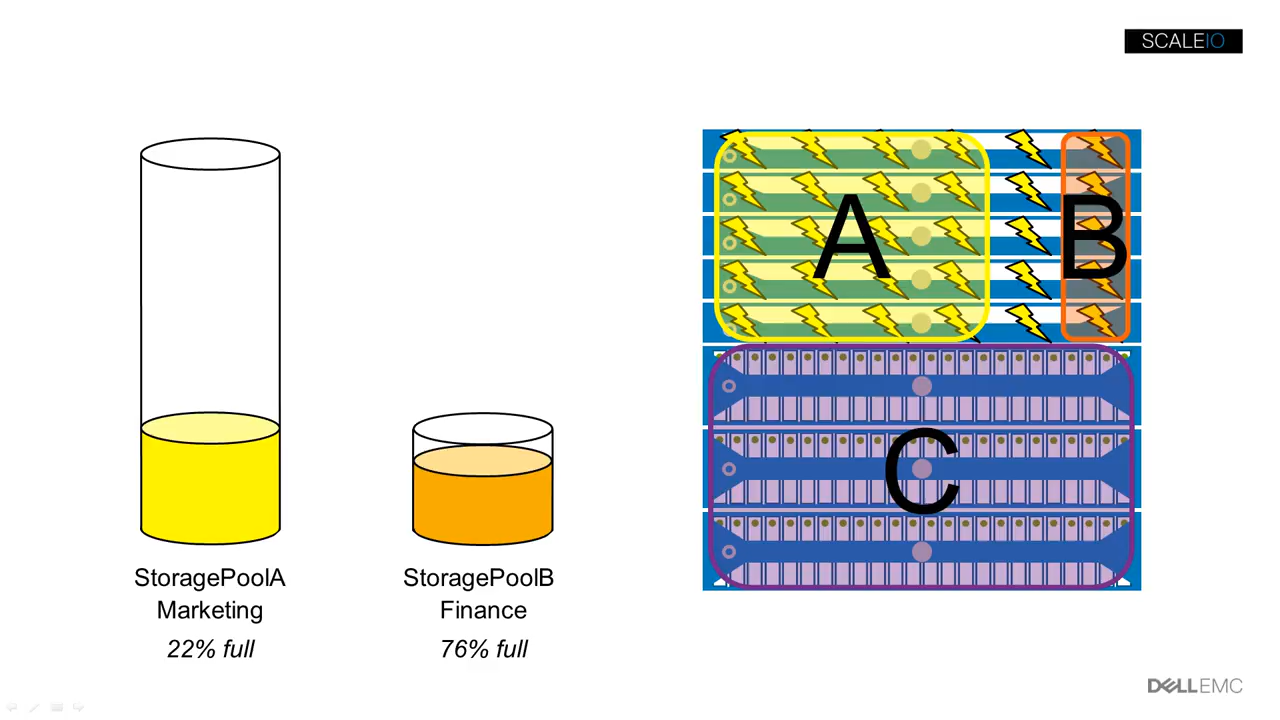 SCALEIO
A
B
C
StoragePoolA
Marketing
22% full
StoragePoolB
Finance
76% full
DELLEMC